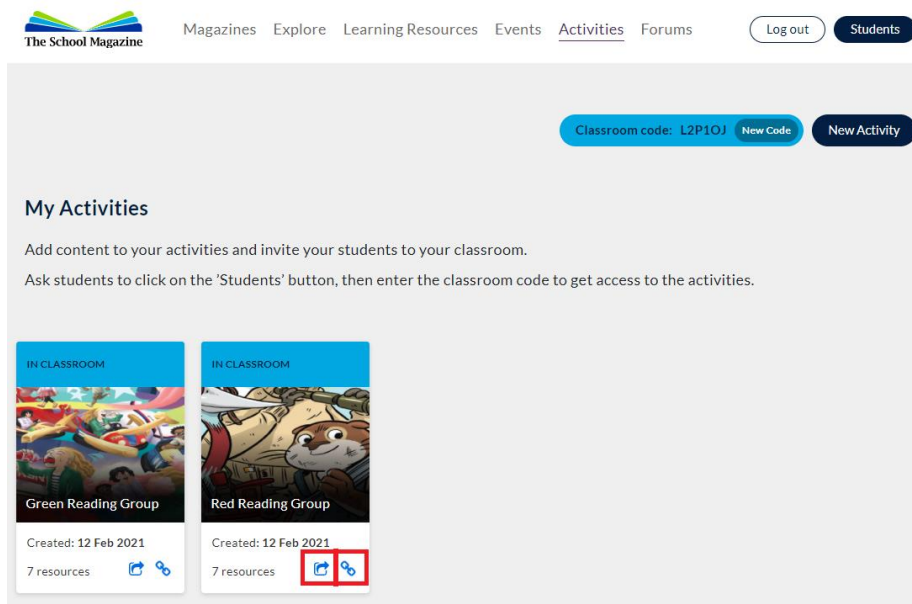 The School Magazine
Magazines Explore Learning Resources Events Activities Forums
Log out
Students
Classroom code: L2P1OJ New Code
New Activity
My Activities
Add content to your activities and invite your students to your classroom.
Ask students to click on the 'Students' button, then enter the classroom code to get access to the activities.
IN CLASSROOM
Green Reading Group
Created: 12 Feb 2021
7 resources
IN CLASSROOM
Red Reading Group
Created: 12 Feb 2021
7 resources